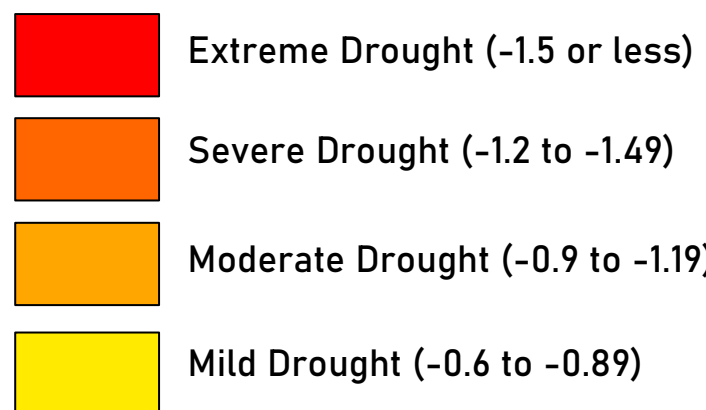 Extreme Drought (-1.5 or less)
Severe Drought (-1.2 to -1.49)
Moderate Drought (-0.9 to -1.19)
Mild Drought (-0.6 to -0.89)